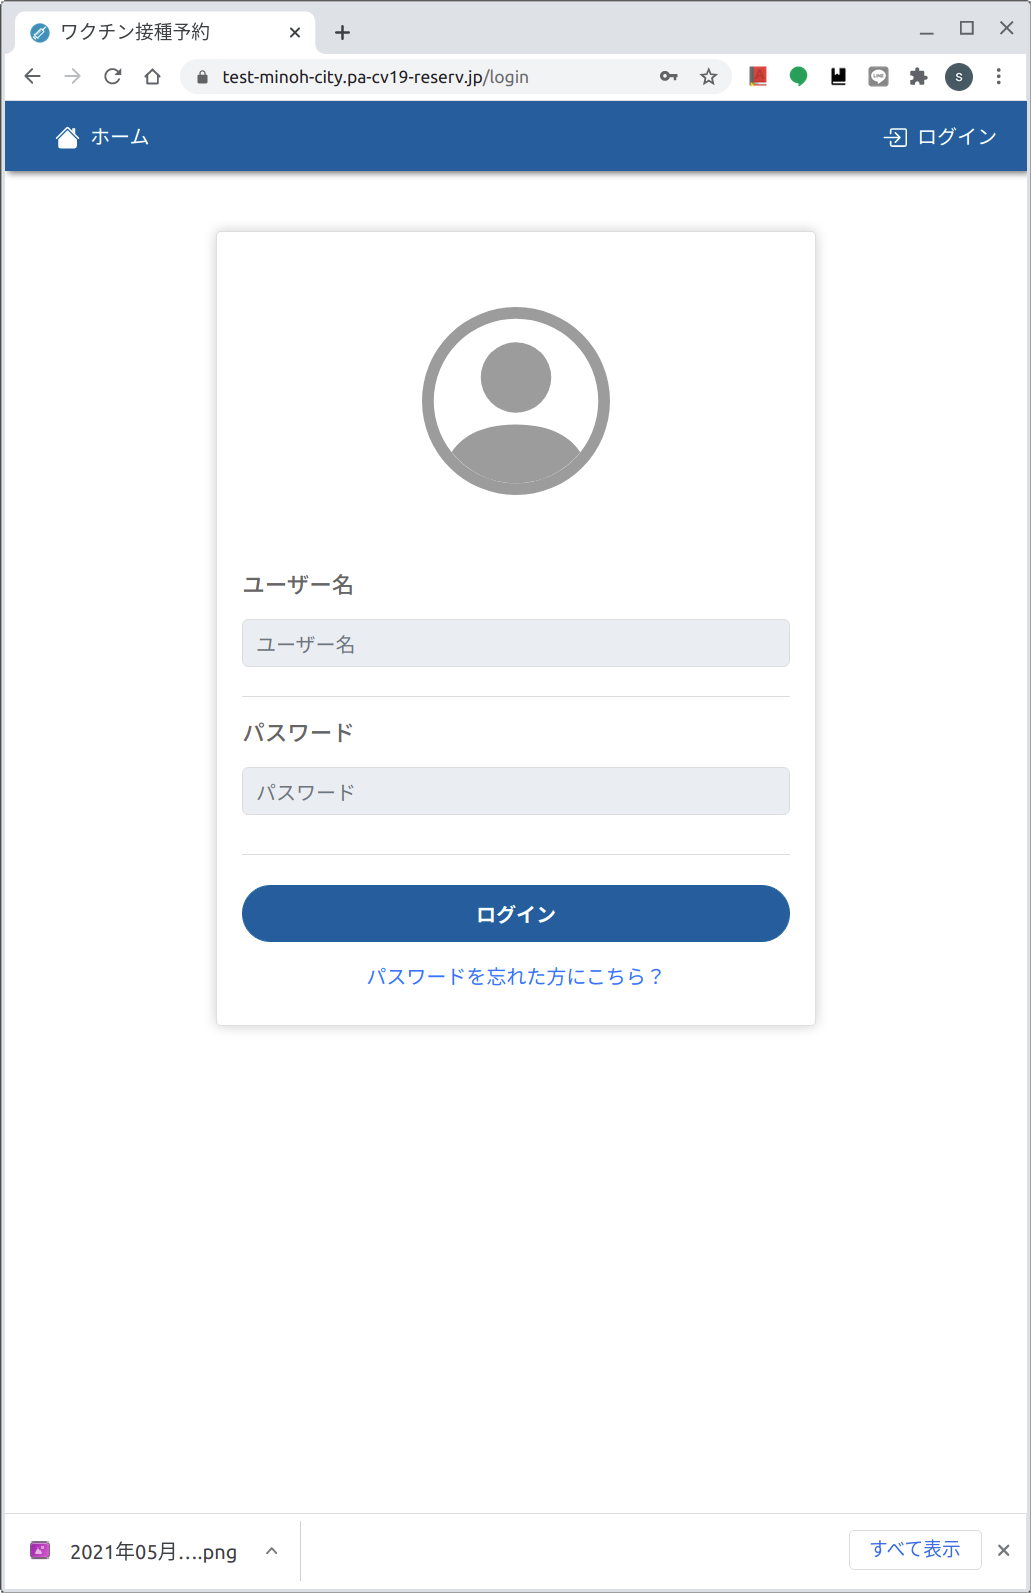 ワクチン接種予約
test-minoh-city.pa-cv19-reserv.jp/login
S
ホーム
ログイン
ユーザー名
ユーザー名
パスワード
パスワード
ログイン
パスワードを忘れた方にこちら？
2021年05月....png
すべて表示